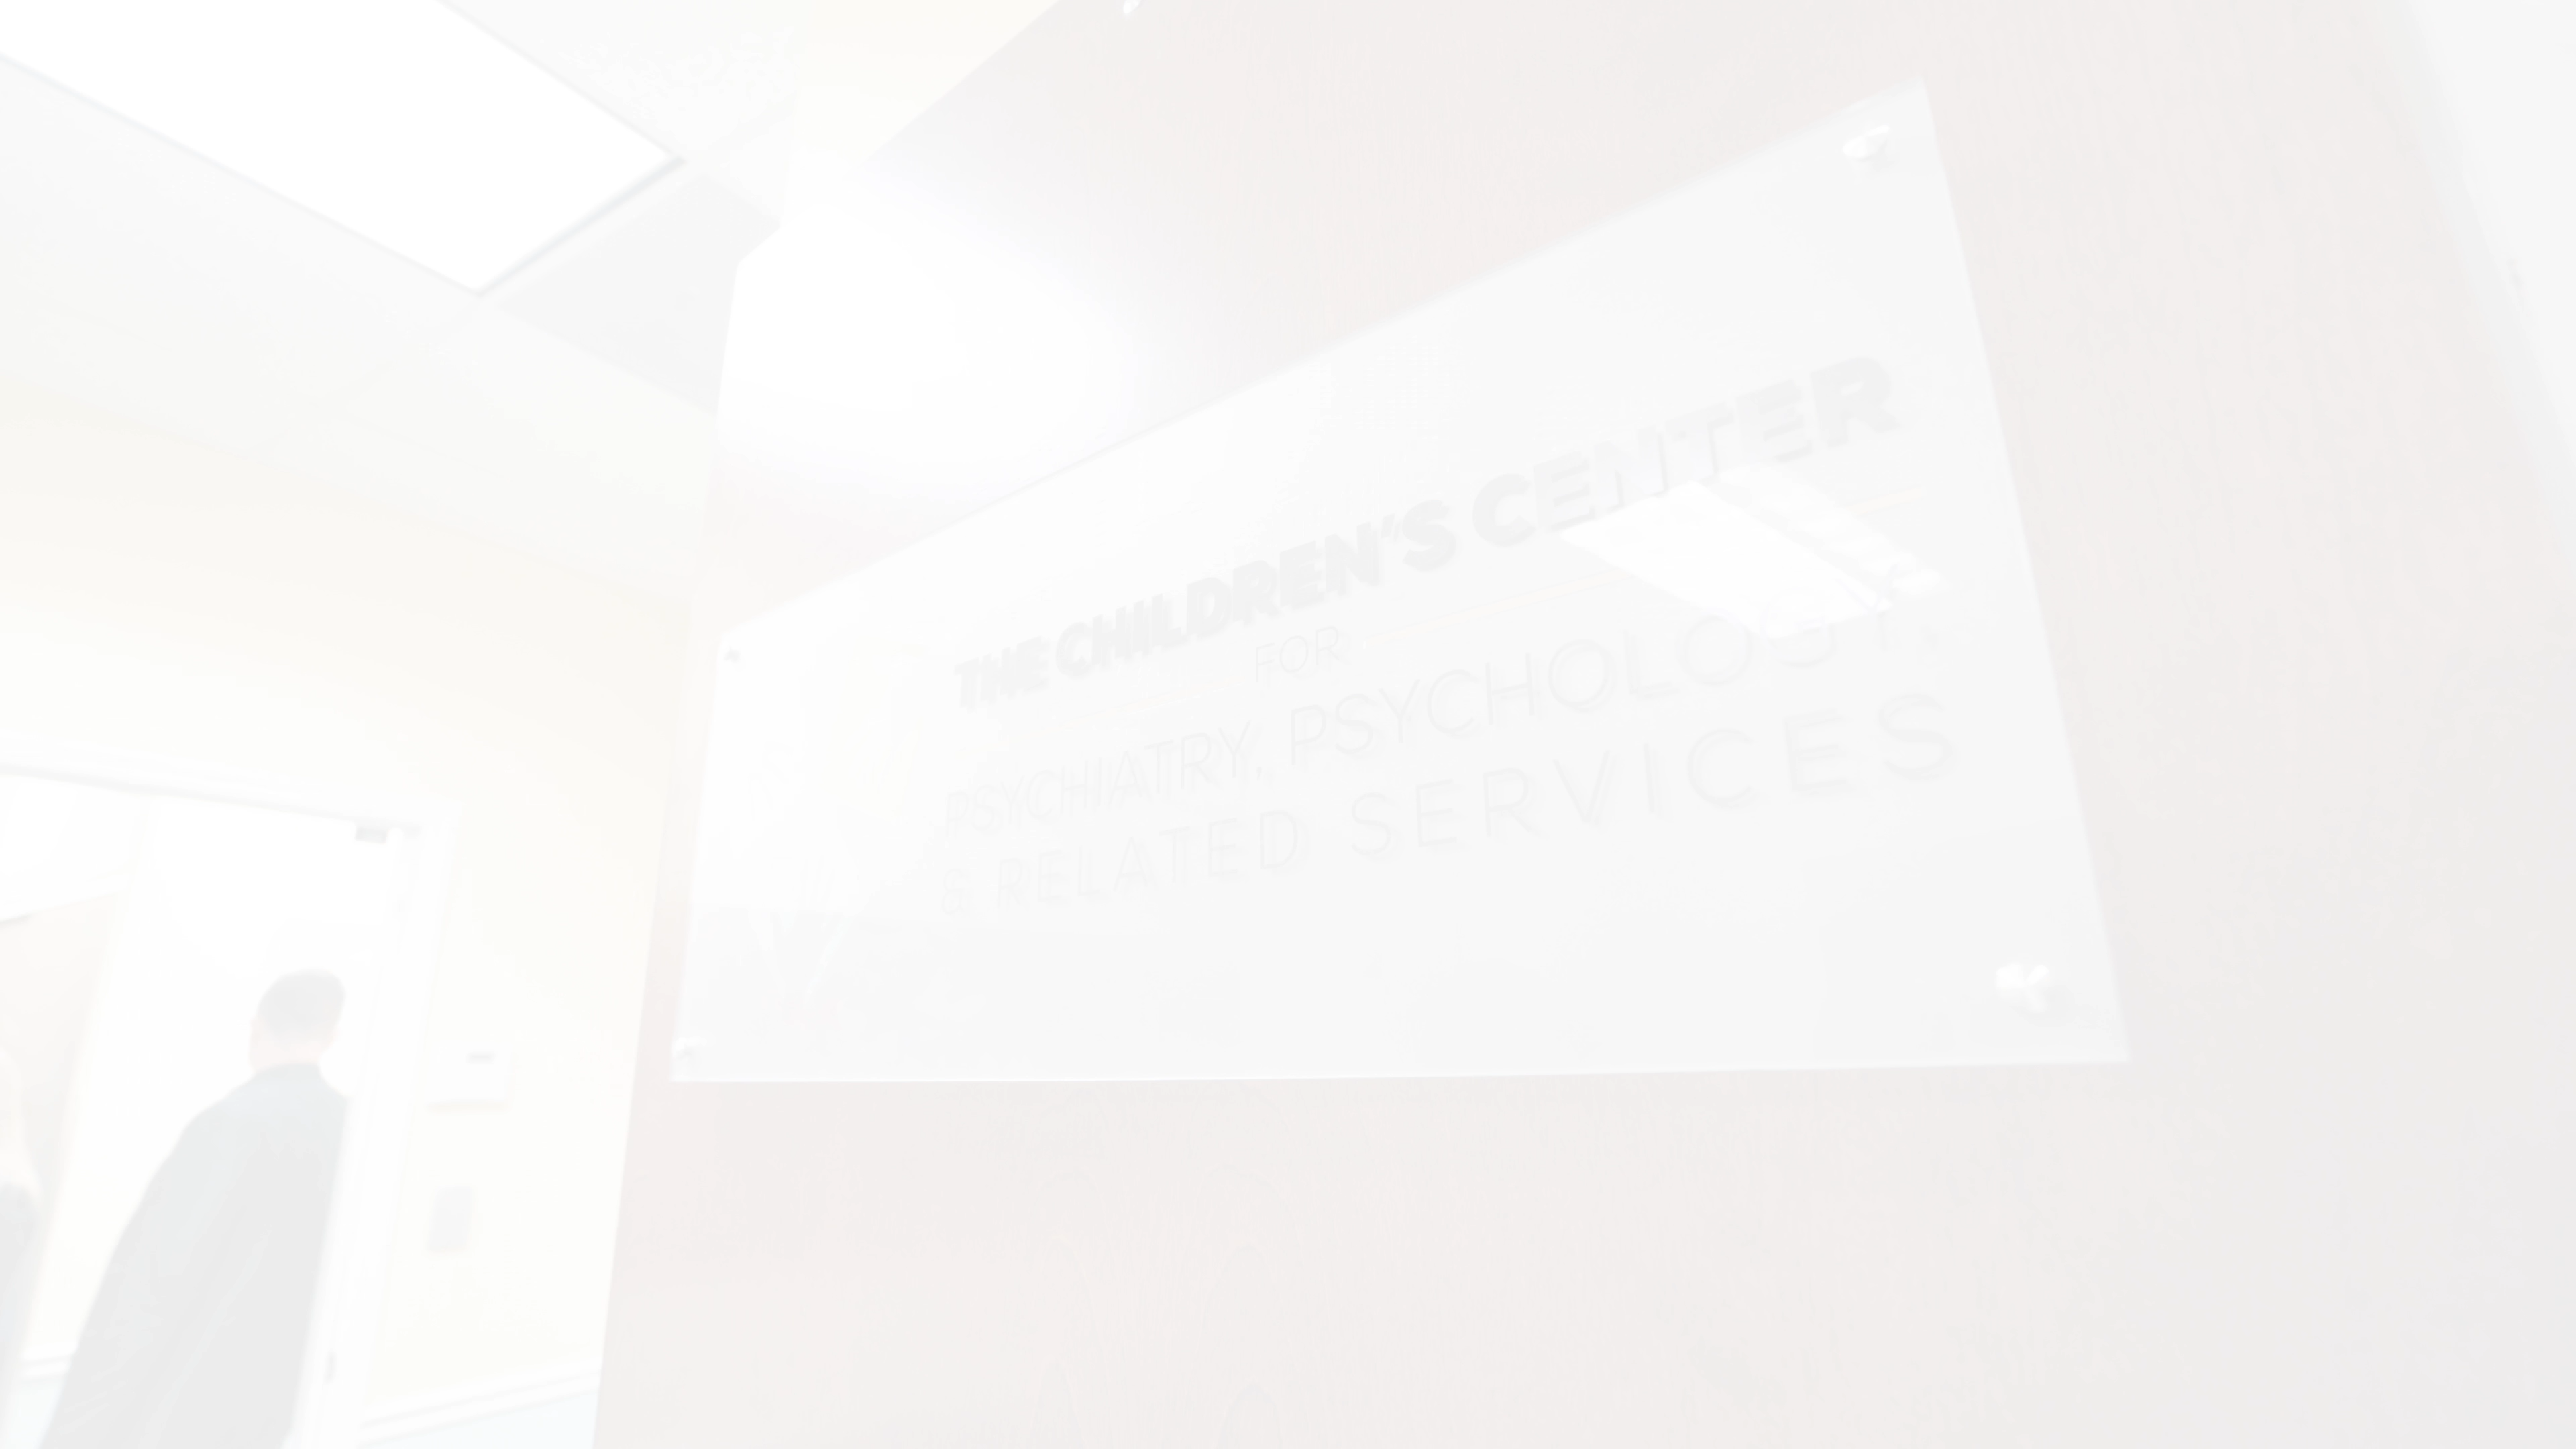 THE CHILDREN'S CENTER
FOR
PSYCHIATRY, PSYCHOLOGY,
& RELATED SERVICES